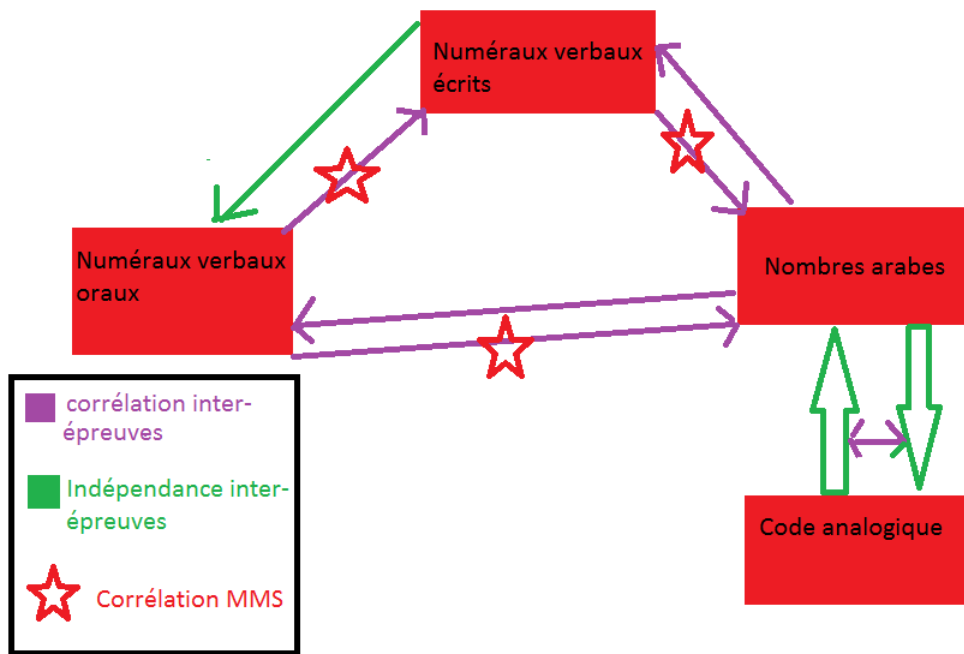 Numéraux verbaux
écrits
Numéraux verbaux
oraux
Nombres arabes
Code analogique
corrélation inter-
épreuves
Indépendance inter-
épreuves
Corrélation MMS